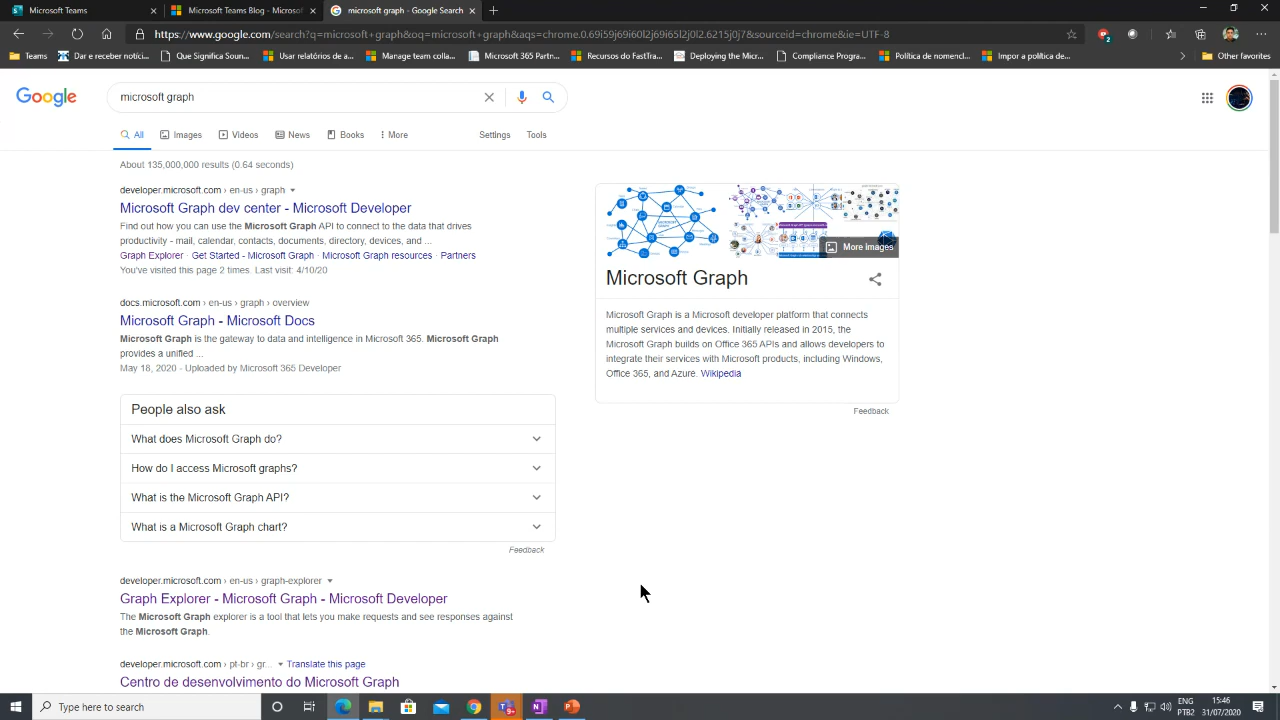 Microsoft Teams
Microsoft Teams Blog - Microsof
microsoft graph - Google Search
https://www.google.com/search?q=microsoft+graph&oq=microsoft+graph&aqs=chrome.0.69i59j69i60l2j69i65l2j0l2.6215j0j7&sourceid=chrome&ie=UTF-8
Teams
Dar e receber notíci...
Que Significa Soun...
Usar relatórios de a...
Manage team colla...
Microsoft 365 Partn...
Recursos do FastTra...
Deploying the Micr...
Compliance Progra...
Política de nomencl...
Impor a política de...
Other favorites
Google
microsoft graph
All
Images
Videos
News
Books
More
Settings
Tools
About 135,000,000 results (0.64 seconds)
developer.microsoft.com › en-us › graph
Microsoft Graph dev center - Microsoft Developer
Find out how you can use the Microsoft Graph API to connect to the data that drives
productivity - mail, calendar, contacts, documents, directory, devices, and ...
Graph Explorer · Get Started - Microsoft Graph · Microsoft Graph resources · Partners
You've visited this page 2 times. Last visit: 4/10/20
docs.microsoft.com › en-us › graph › overview
Microsoft Graph - Microsoft Docs
Microsoft Graph is the gateway to data and intelligence in Microsoft 365. Microsoft Graph
provides a unified ...
May 18, 2020 - Uploaded by Microsoft 365 Developer
People also ask
What does Microsoft Graph do?
How do I access Microsoft graphs?
What is the Microsoft Graph API?
What is a Microsoft Graph chart?
Feedback
developer.microsoft.com › en-us › graph-explorer
Graph Explorer - Microsoft Graph - Microsoft Developer
The Microsoft Graph explorer is a tool that lets you make requests and see responses against
the Microsoft Graph.
developer.microsoft.com › pt-br › gr... Translate this page
Centro de desenvolvimento do Microsoft Graph
More images
Microsoft Graph
Microsoft Graph is a Microsoft developer platform that connects
multiple services and devices. Initially released in 2015, the
Microsoft Graph builds on Office 365 APIs and allows developers to
integrate their services with Microsoft products, including Windows,
Office 365, and Azure. Wikipedia
Feedback
Type here to search
ENG
PTB2
15:46
31/07/2020